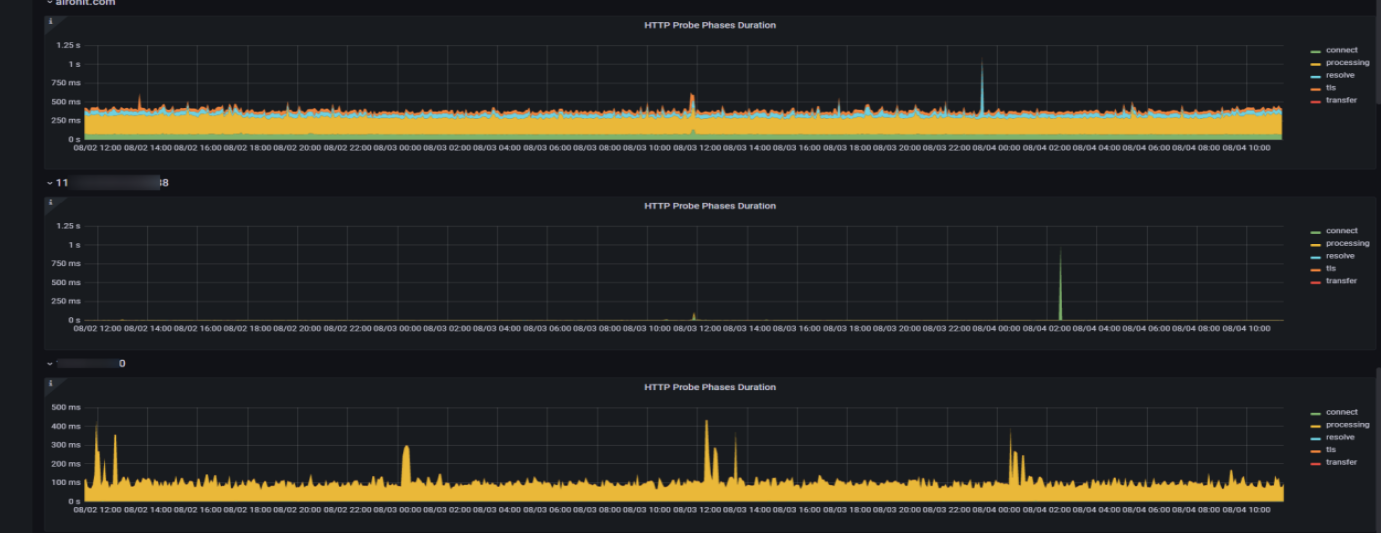 aironit.com
HTTP Probe Phases Duration
1.25 s
1 s
750 ms
500 ms
250 ms
0 s
08/02 12:00 08/02 14:00 08/02 16:00 08/02 18:00 08/02 20:00 08/02 22:00 08/03 00:00 08/03 02:00 08/03 04:00 08/03 06:00 08/03 08:00 08/03 10:00 08/03 12:00 08/03 14:00 08/03 16:00 08/03 18:00 08/03 20:00 08/03 22:00 08/04 00:00 08/04 02:00 08/04 04:00 08/04 06:00 08/04 08:00 08/04 10:00
connect
processing
resolve
tls
transfer
11
HTTP Probe Phases Duration
1.25 s
1 s
750 ms
500 ms
250 ms
0 s
08/02 12:00 08/02 14:00 08/02 16:00 08/02 18:00 08/02 20:00 08/02 22:00 08/03 00:00 08/03 02:00 08/03 04:00 08/03 06:00 08/03 08:00 08/03 10:00 08/03 12:00 08/03 14:00 08/03 16:00 08/03 18:00 08/03 20:00 08/03 22:00 08/04 00:00 08/04 02:00 08/04 04:00 08/04 06:00 08/04 08:00 08/04 10:00
connect
processing
resolve
tls
transfer
0
HTTP Probe Phases Duration
500 ms
400 ms
300 ms
200 ms
100 ms
0 s
08/02 12:00 08/02 14:00 08/02 16:00 08/02 18:00 08/02 20:00 08/02 22:00 08/03 00:00 08/03 02:00 08/03 04:00 08/03 06:00 08/03 08:00 08/03 10:00 08/03 12:00 08/03 14:00 08/03 16:00 08/03 18:00 08/03 20:00 08/03 22:00 08/04 00:00 08/04 02:00 08/04 04:00 08/04 06:00 08/04 08:00 08/04 10:00
connect
processing
resolve
tls
transfer